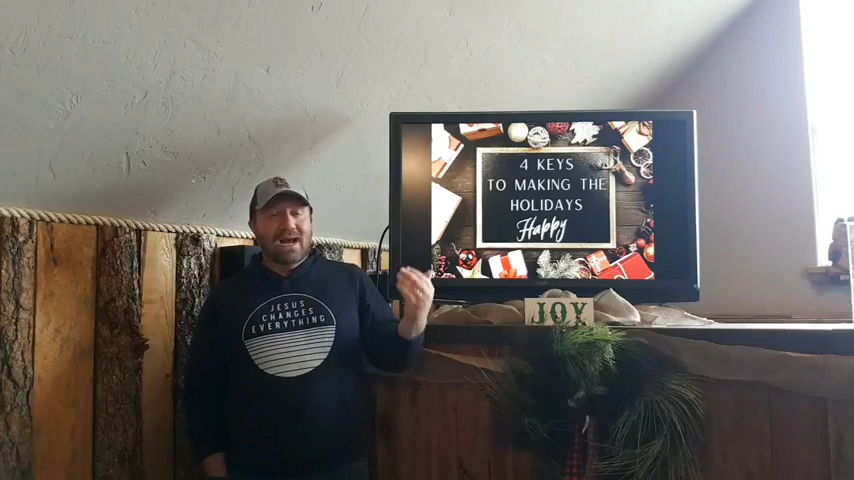 4 KEYS
TO MAKING THE
HOLIDAYS
Happy
JESUS
CHANGES
EVERYTHING
JOY